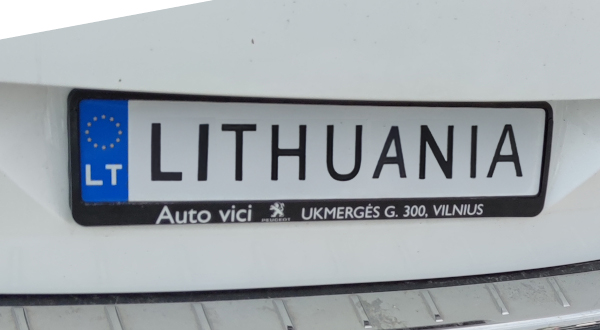 LT LITHUANIA
Auto vici PEUGEOT UKMERGĖS G. 300, VILNIUS